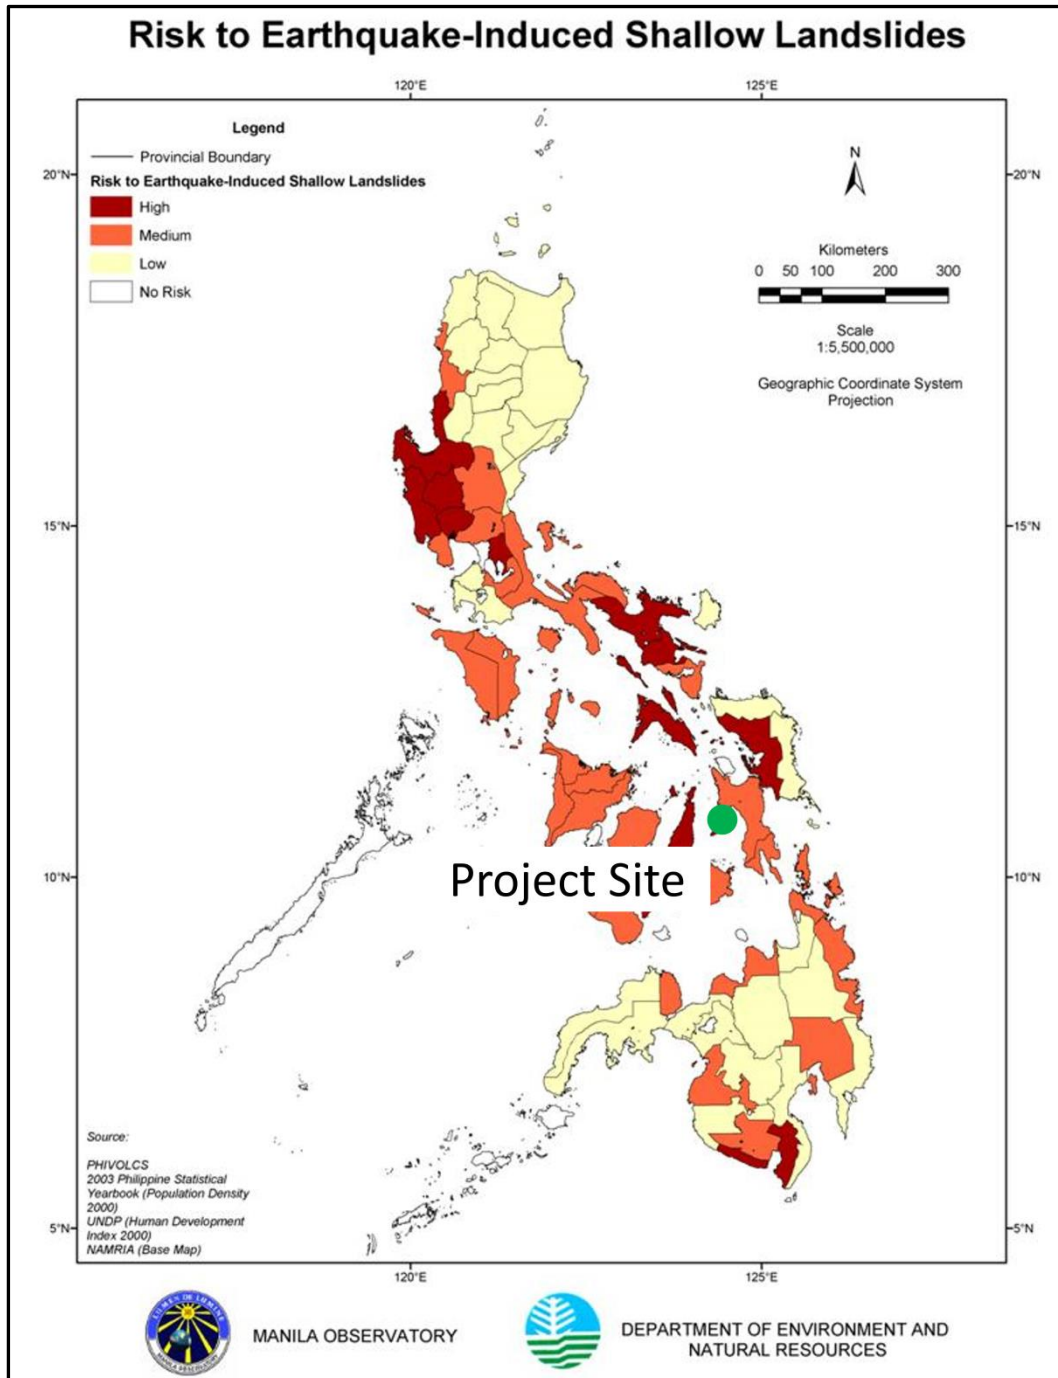 Risk to Earthquake-Induced Shallow Landslides
120°E
125°E
Legend
Provincial Boundary
Risk to Earthquake-Induced Shallow Landslides
High
Medium
Low
No Risk
N
Kilometers
0 50 100 200 300
Scale
1:5,500,000
Geographic Coordinate System
Projection
20°N
20°N
15°N
15°N
10°N
10°N
5°N
5°N
Project Site
Source:
PHIVOLCS
2003 Philippine Statistical
Yearbook (Population Density
2000)
UNDP (Human Development
Index 2000)
NAMRIA (Base Map)
120°E
125°E
MANILA OBSERVATORY
DEPARTMENT OF ENVIRONMENT AND
NATURAL RESOURCES